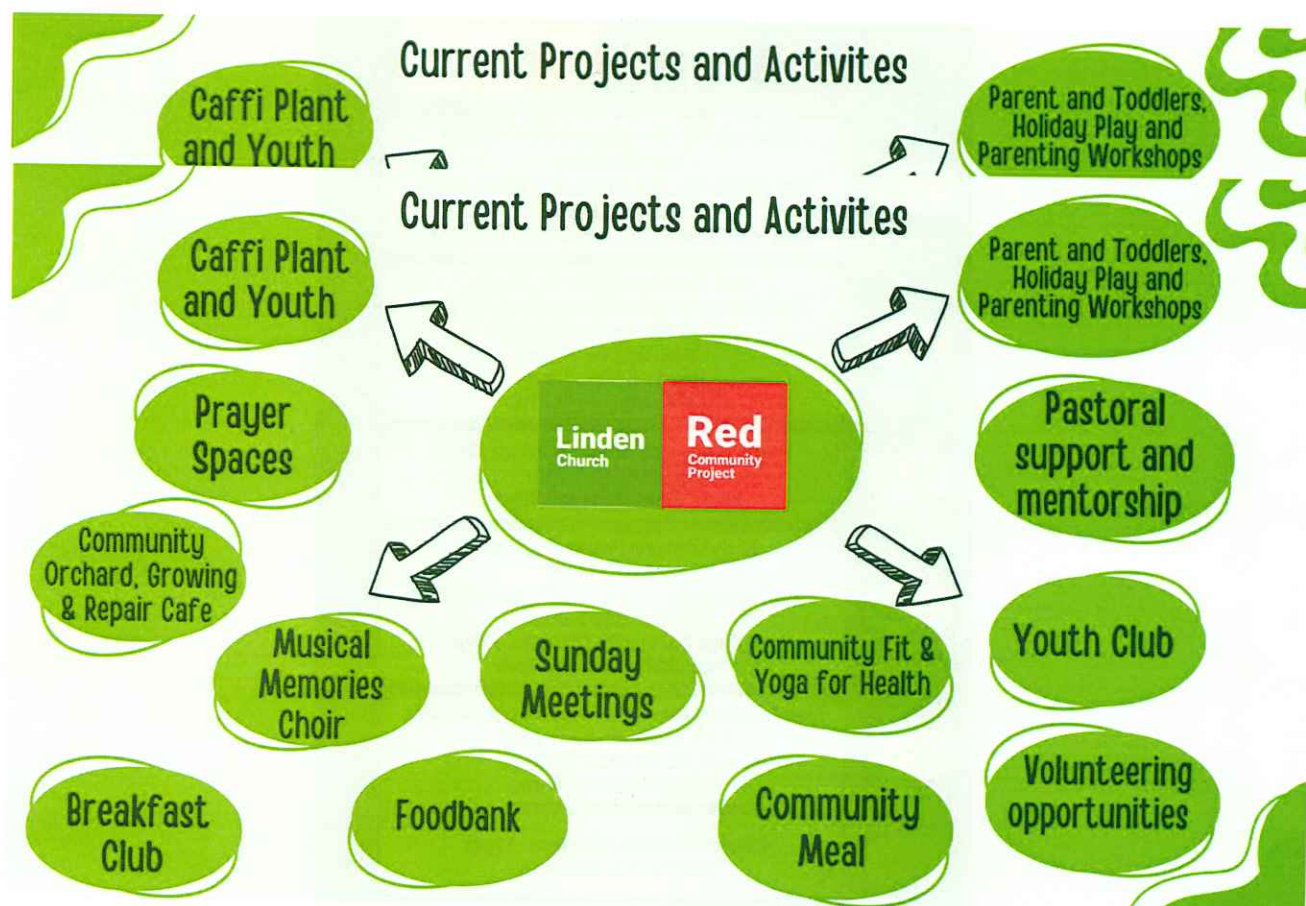 Current Projects and Activites
Caffi Plant
and Youth
Parent and Toddlers,
Holiday Play and
Parenting Workshops
Current Projects and Activites
Caffi Plant
and Youth
Parent and Toddlers,
Holiday Play and
Parenting Workshops
Linden
Church
Red
Community
Project
Prayer
Spaces
Pastoral
support and
mentorship
Community
Orchard, Growing
& Repair Cafe
Musical
Memories
Choir
Sunday
Meetings
Community Fit &
Yoga for Health
Youth Club
Breakfast
Club
Foodbank
Community
Meal
Volunteering
opportunities